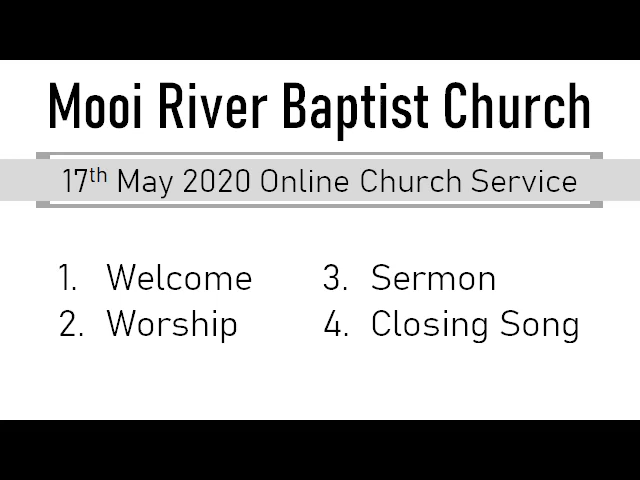 Mooi River Baptist Church
17th May 2020 Online Church Service
1. Welcome
2. Worship
3. Sermon
4. Closing Song